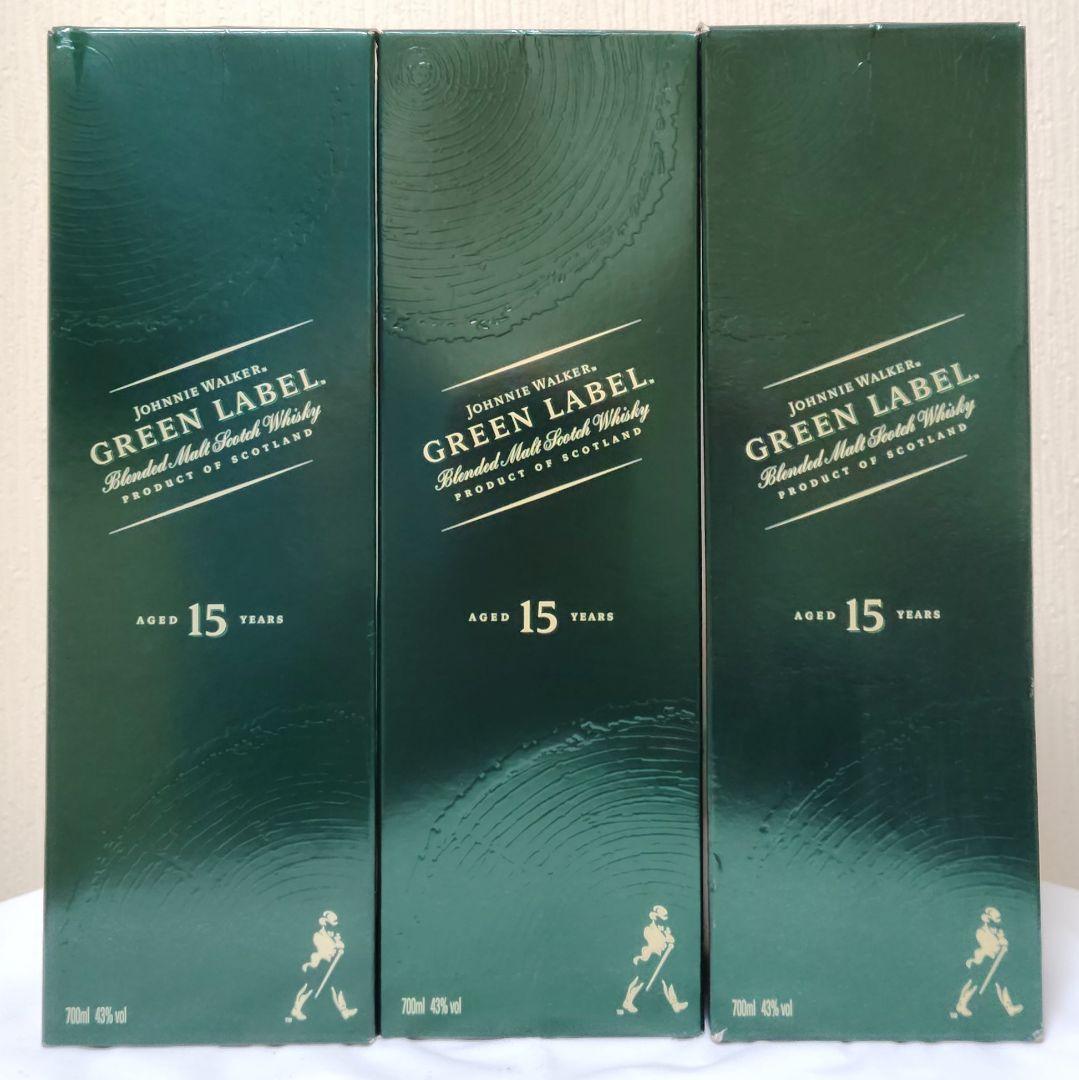 JOHNNIE WALKER.
GREEN LABEL.
Blended Malt Scotch Whisky
PRODUCT OF SCOTLAND
AGED 15 YEARS
700ml 43% vol
JOHNNIE WALKER.
GREEN LABEL.
Blended Malt Scotch Whisky
PRODUCT OF SCOTLAND
AGED 15 YEARS
700ml 43% vol
JOHNNIE WALKER.
GREEN LABEL.
Blended Malt Scotch Whisky
PRODUCT OF SCOTLAND
AGED 15 YEARS
700ml 43% vol